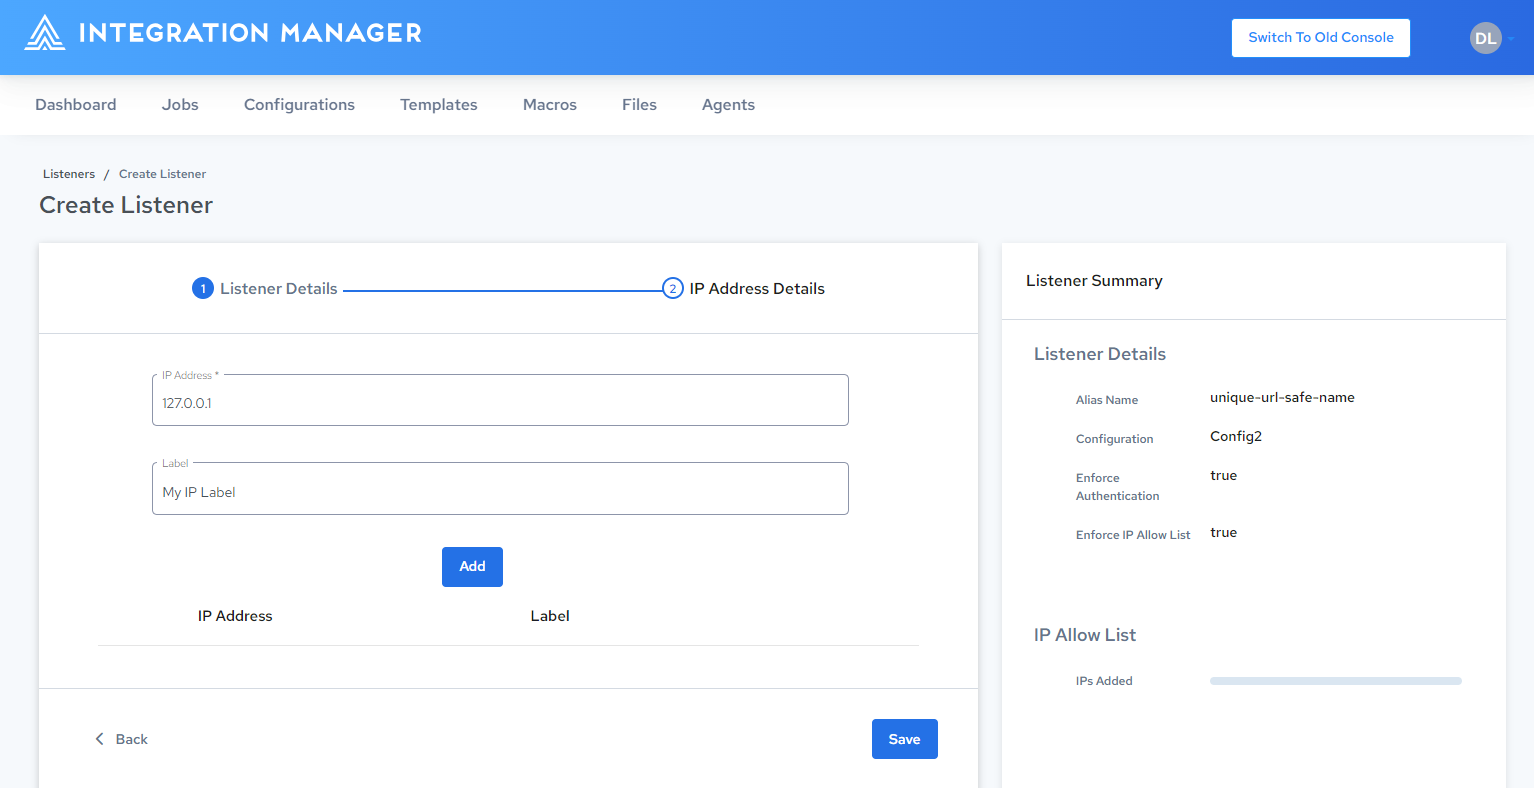 INTEGRATION MANAGER
Switch To Old Console
DL
Dashboard Jobs Configurations Templates Macros Files Agents
Listeners / Create Listener
Create Listener
1 Listener Details 2 IP Address Details
IP Address *
127.0.0.1
Label
My IP Label
Add
IP Address Label
Back
Save
Listener Summary
Listener Details
Alias Name unique-url-safe-name
Configuration Config2
Enforce true
Authentication
Enforce IP Allow List true
IP Allow List
IPs Added